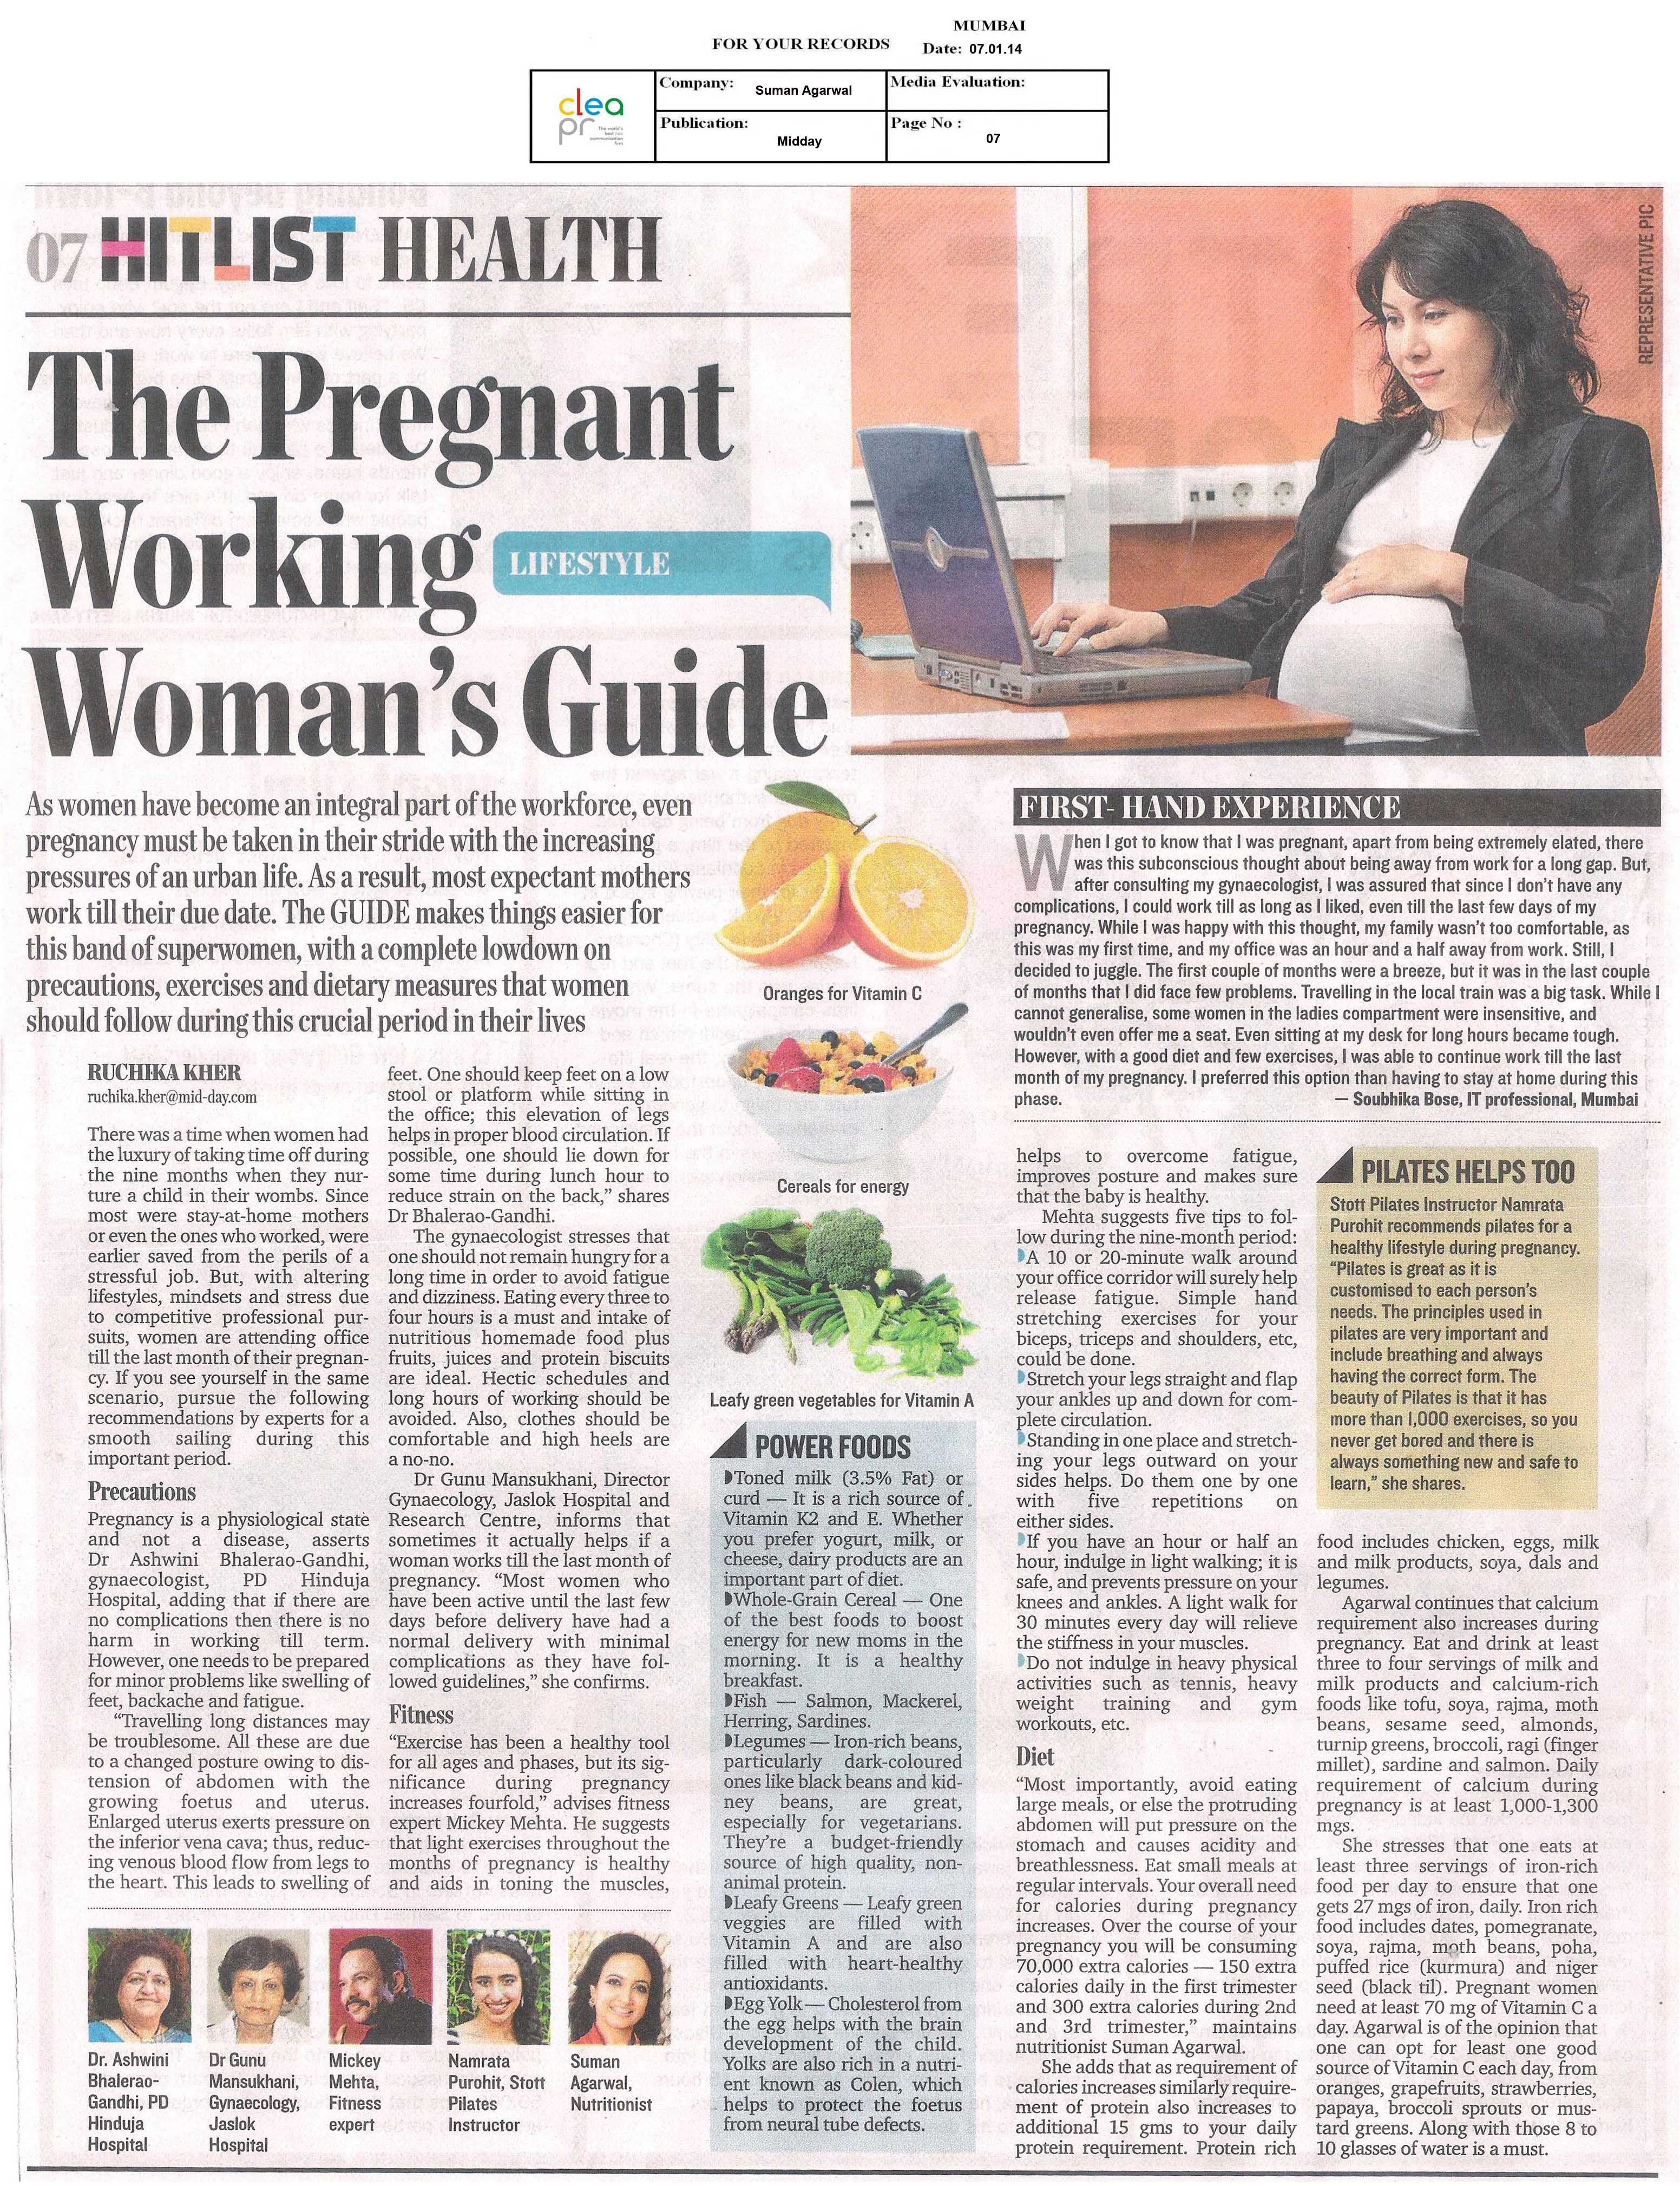 MUMBAI
FOR YOUR RECORDS
Date: 07.01.14
clea
pr
Company: Suman Agarwal
Media Evaluation:
Publication: Midday
Page No : 07
07 HITLIST HEALTH
REPRESENTATIVE PIC
The Pregnant
Working
LIFESTYLE
Woman's Guide
As women have become an integral part of the workforce, even
pregnancy must be taken in their stride with the increasing
pressures of an urban life. As a result, most expectant mothers
work till their due date. The GUIDE makes things easier for
this band of superwomen, with a complete lowdown on
precautions, exercises and dietary measures that women
should follow during this crucial period in their lives
RUCHIKA KHER
ruchika.kher@mid-day.com
There was a time when women had
the luxury of taking time off during
the nine months when they nur-
ture a child in their wombs. Since
most were stay-at-home mothers
or even the ones who worked, were
earlier saved from the perils of a
stressful job. But, with altering
lifestyles, mindsets and stress due
to competitive professional pur-
suits, women are attending office
till the last month of their pregnan-
cy. If you see yourself in the same
scenario, pursue the following
recommendations by experts for a
smooth sailing during this
important period.
Precautions
Pregnancy is a physiological state
and not a disease, asserts
Dr Ashwini Bhalerao-Gandhi,
gynaecologist, PD Hinduja
Hospital, adding that if there are
no complications then there is no
harm in working till term.
However, one needs to be prepared
for minor problems like swelling of
feet, backache and fatigue.
"Travelling long distances may
be troublesome. All these are due
to a changed posture owing to dis-
tension of abdomen with the
growing foetus and uterus.
Enlarged uterus exerts pressure on
the inferior vena cava; thus, reduc-
ing venous blood flow from legs to
the heart. This leads to swelling of
feet. One should keep feet on a low
stool or platform while sitting in
the office; this elevation of legs
helps in proper blood circulation. If
possible, one should lie down for
some time during lunch hour to
reduce strain on the back," shares
Dr Bhalerao-Gandhi.
The gynaecologist stresses that
one should not remain hungry for a
long time in order to avoid fatigue
and dizziness. Eating every three to
four hours is a must and intake of
nutritious homemade food plus
fruits, juices and protein biscuits
are ideal. Hectic schedules and
long hours of working should be
avoided. Also, clothes should be
comfortable and high heels are
a no-no.
Dr Gunu Mansukhani, Director
Gynaecology, Jaslok Hospital and
Research Centre, informs that
sometimes it actually helps if a
woman works till the last month of
pregnancy. "Most women who
have been active until the last few
days before delivery have had a
normal delivery with minimal
complications as they have fol-
lowed guidelines," she confirms.
Fitness
"Exercise has been a healthy tool
for all ages and phases, but its sig-
nificance during pregnancy
increases fourfold," advises fitness
expert Mickey Mehta. He suggests
that light exercises throughout the
months of pregnancy is healthy
and aids in toning the muscles,
Dr. Ashwini
Bhalerao-
Gandhi, PD
Hinduja
Hospital
Dr Gunu
Mansukhani,
Gynaecology,
Jaslok
Hospital
Mickey
Mehta,
Fitness
expert
Namrata
Purohit, Stott
Pilates
Instructor
Suman
Agarwal,
Nutritionist
Oranges for Vitamin C
Cereals for energy
Leafy green vegetables for Vitamin A
POWER FOODS
Toned milk (3.5% Fat) or
curd — It is a rich source of
Vitamin K2 and E. Whether
you prefer yogurt, milk, or
cheese, dairy products are an
important part of diet.
Whole-Grain Cereal — One
of the best foods to boost
energy for new moms in the
morning. It is a healthy
breakfast.
Fish — Salmon, Mackerel,
Herring, Sardines.
Legumes — Iron-rich beans,
particularly dark-coloured
ones like black beans and kid-
ney beans, are great,
especially for vegetarians.
They're a budget-friendly
source of high quality, non-
animal protein.
Leafy Greens — Leafy green
veggies are filled with
Vitamin A and are also
filled with heart-healthy
antioxidants.
Egg Yolk — Cholesterol from
the egg helps with the brain
development of the child.
Yolks are also rich in a nutri-
ent known as Colen, which
helps to protect the foetus
from neural tube defects.
FIRST- HAND EXPERIENCE
When I got to know that I was pregnant, apart from being extremely elated, there
was this subconscious thought about being away from work for a long gap. But,
after consulting my gynaecologist, I was assured that since I don't have any
complications, I could work till as long as I liked, even till the last few days of my
pregnancy. While I was happy with this thought, my family wasn't too comfortable, as
this was my first time, and my office was an hour and a half away from work. Still, I
decided to juggle. The first couple of months were a breeze, but it was in the last couple
of months that I did face few problems. Travelling in the local train was a big task. While I
cannot generalise, some women in the ladies compartment were insensitive, and
wouldn't even offer me a seat. Even sitting at my desk for long hours became tough.
However, with a good diet and few exercises, I was able to continue work till the last
month of my pregnancy. I preferred this option than having to stay at home during this
phase.
— Soubhika Bose, IT professional, Mumbai
helps to overcome fatigue,
improves posture and makes sure
that the baby is healthy.
Mehta suggests five tips to fol-
low during the nine-month period:
A 10 or 20-minute walk around
your office corridor will surely help
release fatigue. Simple hand
stretching exercises for your
biceps, triceps and shoulders, etc,
could be done.
Stretch your legs straight and flap
your ankles up and down for com-
plete circulation.
Standing in one place and stretch-
ing your legs outward on your
sides helps. Do them one by one
with five repetitions on
either sides.
If you have an hour or half an
hour, indulge in light walking; it is
safe, and prevents pressure on your
knees and ankles. A light walk for
30 minutes every day will relieve
the stiffness in your muscles.
Do not indulge in heavy physical
activities such as tennis, heavy
weight training and gym
workouts, etc.
Diet
"Most importantly, avoid eating
large meals, or else the protruding
abdomen will put pressure on the
stomach and causes acidity and
breathlessness. Eat small meals at
regular intervals. Your overall need
for calories during pregnancy
increases. Over the course of your
pregnancy you will be consuming
70,000 extra calories — 150 extra
calories daily in the first trimester
and 300 extra calories during 2nd
and 3rd trimester," maintains
nutritionist Suman Agarwal.
She adds that as requirement of
calories increases similarly require-
ment of protein also increases to
additional 15 gms to your daily
protein requirement. Protein rich
PILATES HELPS TOO
Stott Pilates Instructor Namrata
Purohit recommends pilates for a
healthy lifestyle during pregnancy.
"Pilates is great as it is
customised to each person's
needs. The principles used in
pilates are very important and
include breathing and always
having the correct form. The
beauty of Pilates is that it has
more than 1,000 exercises, so you
never get bored and there is
always something new and safe to
learn," she shares.
food includes chicken, eggs, milk
and milk products, soya, dals and
legumes.
Agarwal continues that calcium
requirement also increases during
pregnancy. Eat and drink at least
three to four servings of milk and
milk products and calcium-rich
foods like tofu, soya, rajma, moth
beans, sesame seed, almonds,
turnip greens, broccoli, ragi (finger
millet), sardine and salmon. Daily
requirement of calcium during
pregnancy is at least 1,000-1,300
mgs.
She stresses that one eats at
least three servings of iron-rich
food per day to ensure that one
gets 27 mgs of iron, daily. Iron rich
food includes dates, pomegranate,
soya, rajma, moth beans, poha,
puffed rice (kurmura) and niger
seed (black til). Pregnant women
need at least 70 mg of Vitamin C a
day. Agarwal is of the opinion that
one can opt for least one good
source of Vitamin C each day, from
oranges, grapefruits, strawberries,
papaya, broccoli sprouts or mus-
tard greens. Along with those 8 to
10 glasses of water is a must.